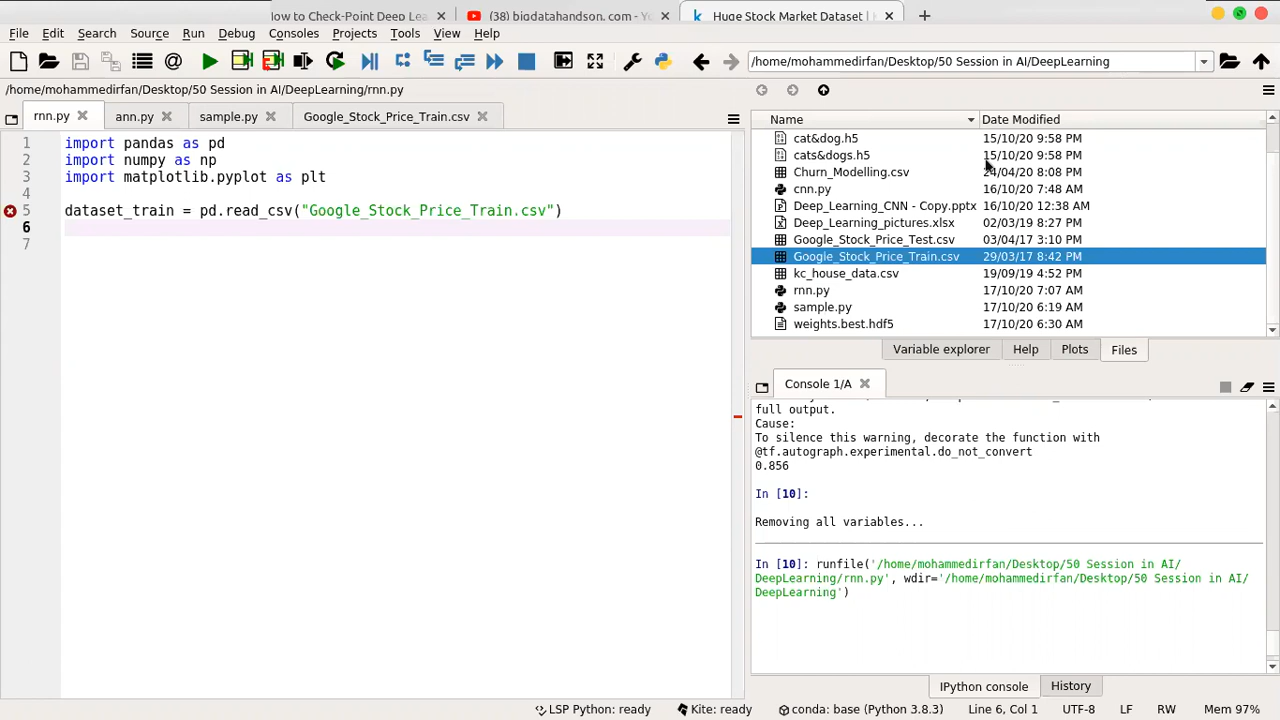 How to Check-Point Deep Lea
(38) bigdatahandson. com - Yo
Huge Stock Market Dataset |
File Edit Search Source Run Debug Consoles Projects Tools View Help
/home/mohammedirfan/Desktop/50 Session in AI/DeepLearning
/home/mohammedirfan/Desktop/50 Session in AI/DeepLearning/rnn.py
rnn.py ann.py sample.py Google_Stock_Price_Train.csv
1 import pandas as pd
2 import numpy as np
3 import matplotlib.pyplot as plt
4
5 dataset_train = pd.read_csv("Google_Stock_Price_Train.csv")
6
7
Name Date Modified
cat&dog.h5 15/10/20 9:58 PM
cats&dogs.h5 15/10/20 9:58 PM
Churn_Modelling.csv 24/04/20 8:08 PM
cnn.py 16/10/20 7:48 AM
Deep_Learning_CNN - Copy.pptx 16/10/20 12:38 AM
Deep_Learning_pictures.xlsx 02/03/19 8:27 PM
Google_Stock_Price_Test.csv 03/04/17 3:10 PM
Google_Stock_Price_Train.csv 29/03/17 8:42 PM
kc_house_data.csv 19/09/19 4:52 PM
rnn.py 17/10/20 7:07 AM
sample.py 17/10/20 6:19 AM
weights.best.hdf5 17/10/20 6:30 AM
Variable explorer Help Plots Files
Console 1/A
full output.
Cause:
To silence this warning, decorate the function with
@tf.autograph.experimental.do_not_convert
0.856
In [10]:
Removing all variables...
In [10]: runfile('/home/mohammedirfan/Desktop/50 Session in AI/
DeepLearning/rnn.py', wdir='/home/mohammedirfan/Desktop/50 Session in AI/
DeepLearning')
IPython console History
LSP Python: ready Kite: ready conda: base (Python 3.8.3) Line 6, Col 1 UTF-8 LF RW Mem 97%